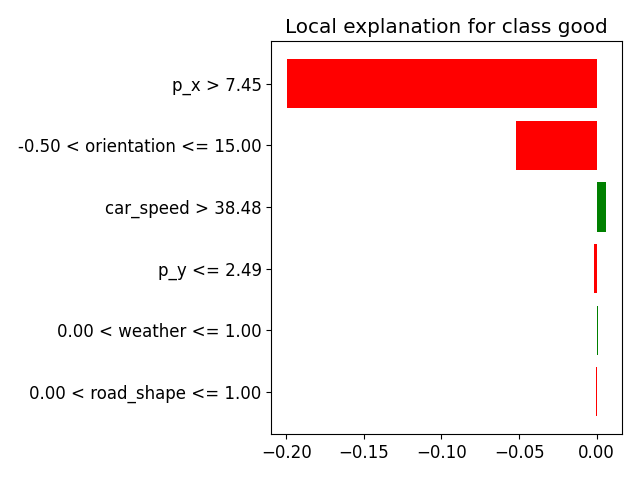 Local explanation for class good
p_x > 7.45
-0.50 < orientation <= 15.00
car_speed > 38.48
p_y <= 2.49
0.00 < weather <= 1.00
0.00 < road_shape <= 1.00
−0.20 −0.15 −0.10 −0.05 0.00